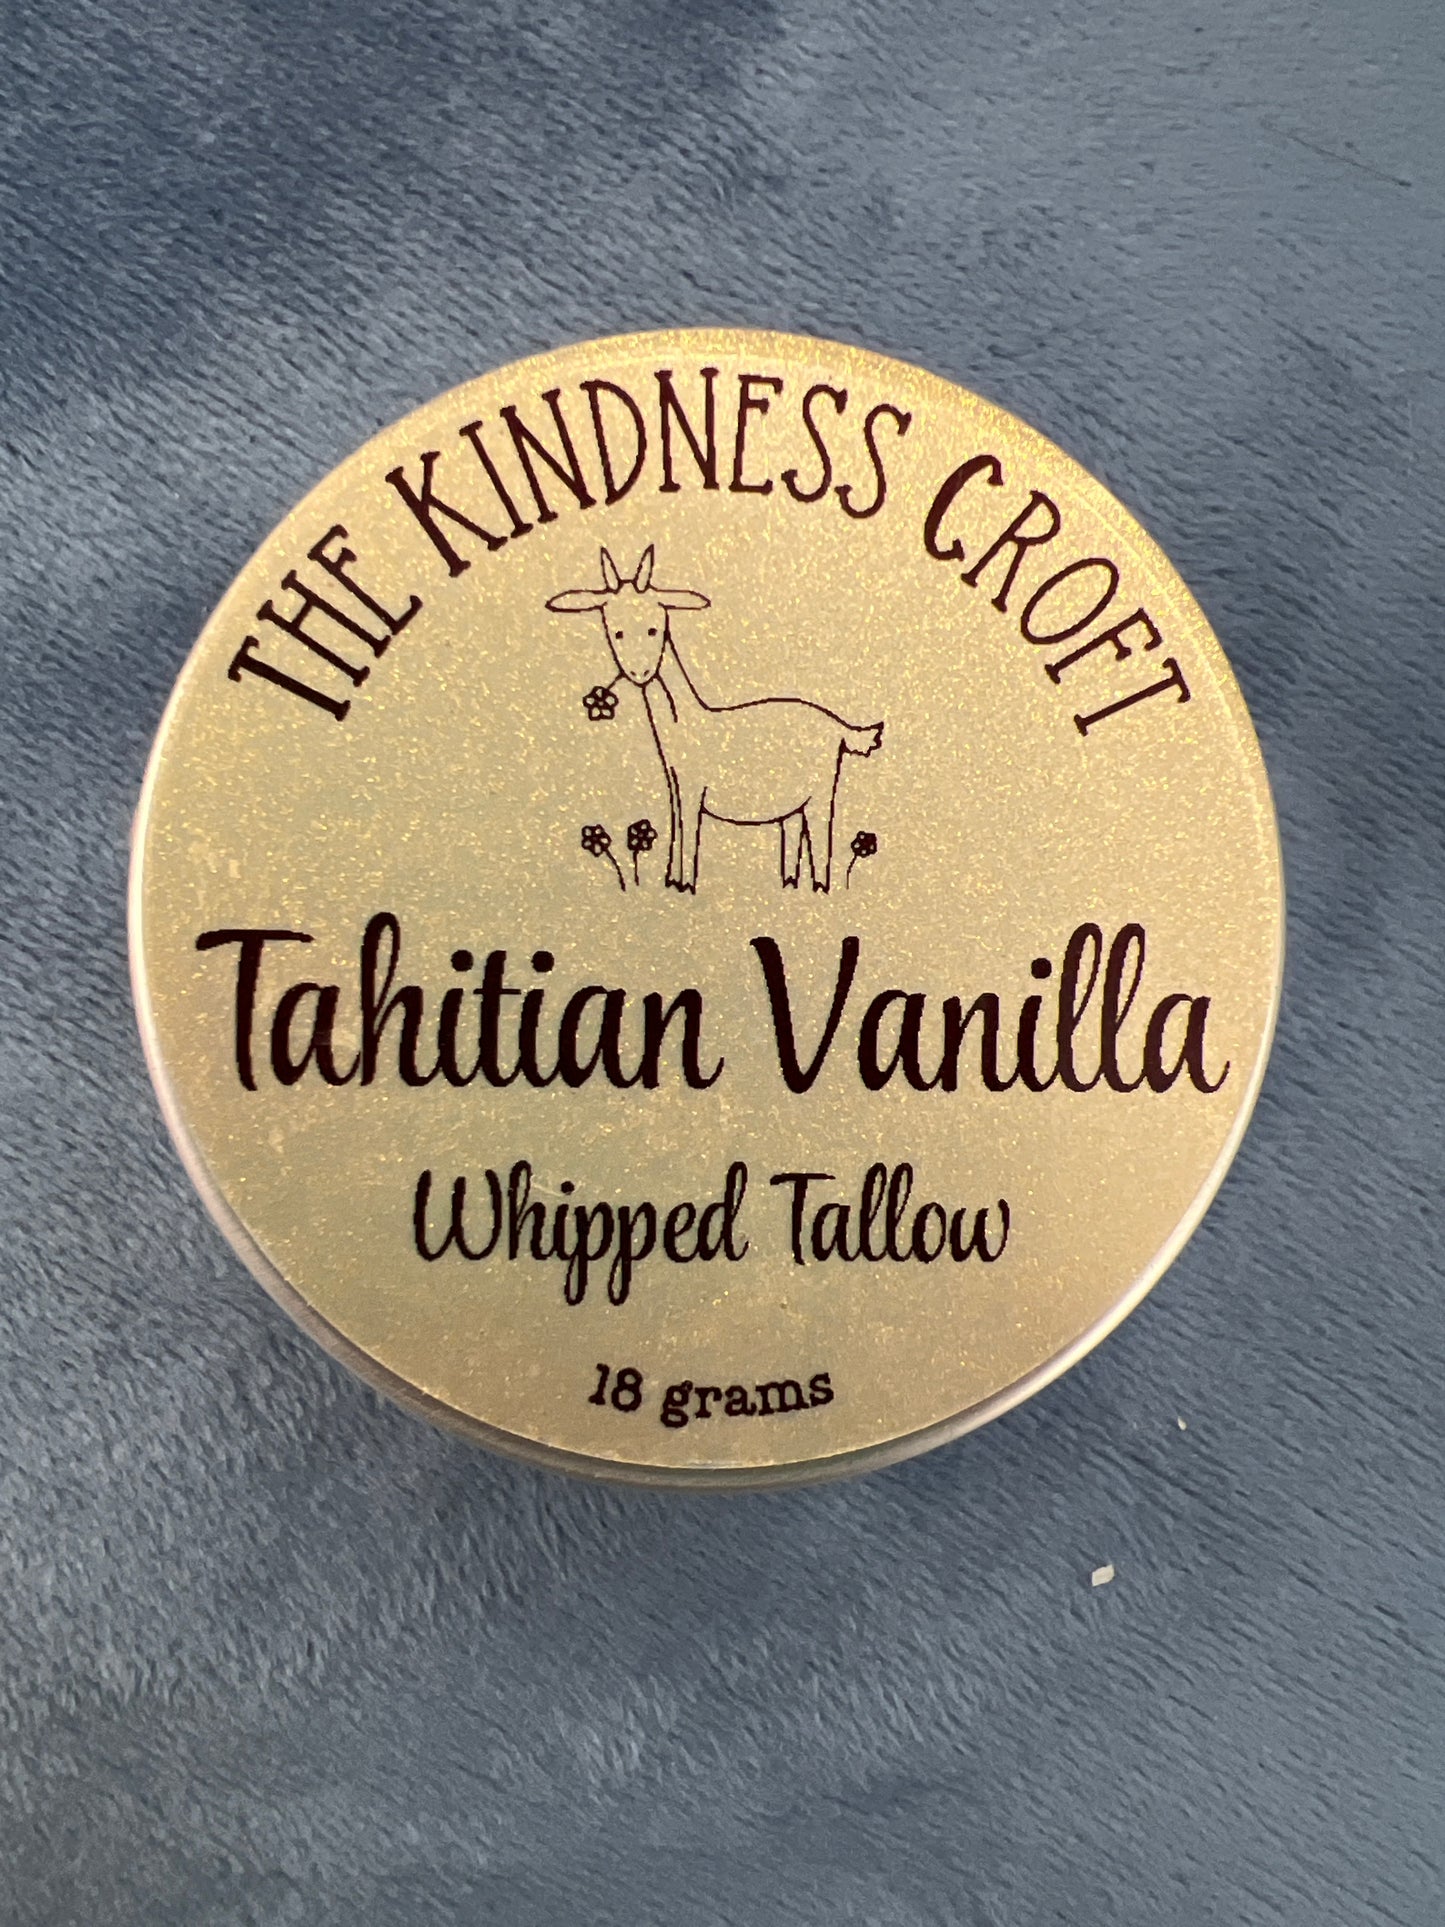 THE KINDNESS CROFT
Tahitian Vanilla
Whipped Tallow
18 grams